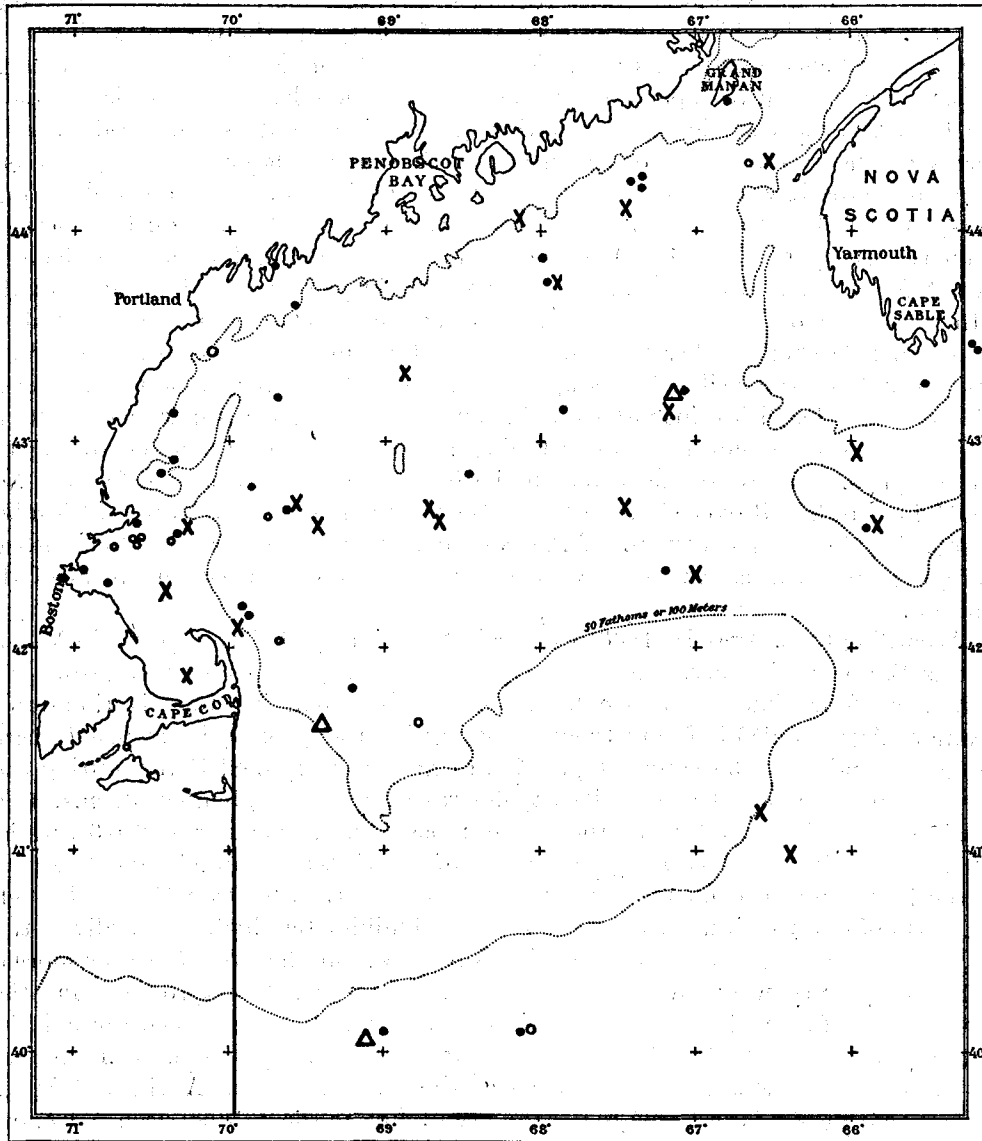 71° 70° 69° 68° 67° 66°
GRAND
MANAN
PENOBSCOT
BAY
NOVA
SCOTIA
44° 44°
Yarmouth
Portland
CAPE
SABLE
43° 43°
Boston
50 Fathoms or 100 Meters
42° 42°
CAPE COD
41° 41°
40° 40°
71° 70° 69° 68° 67° 66°